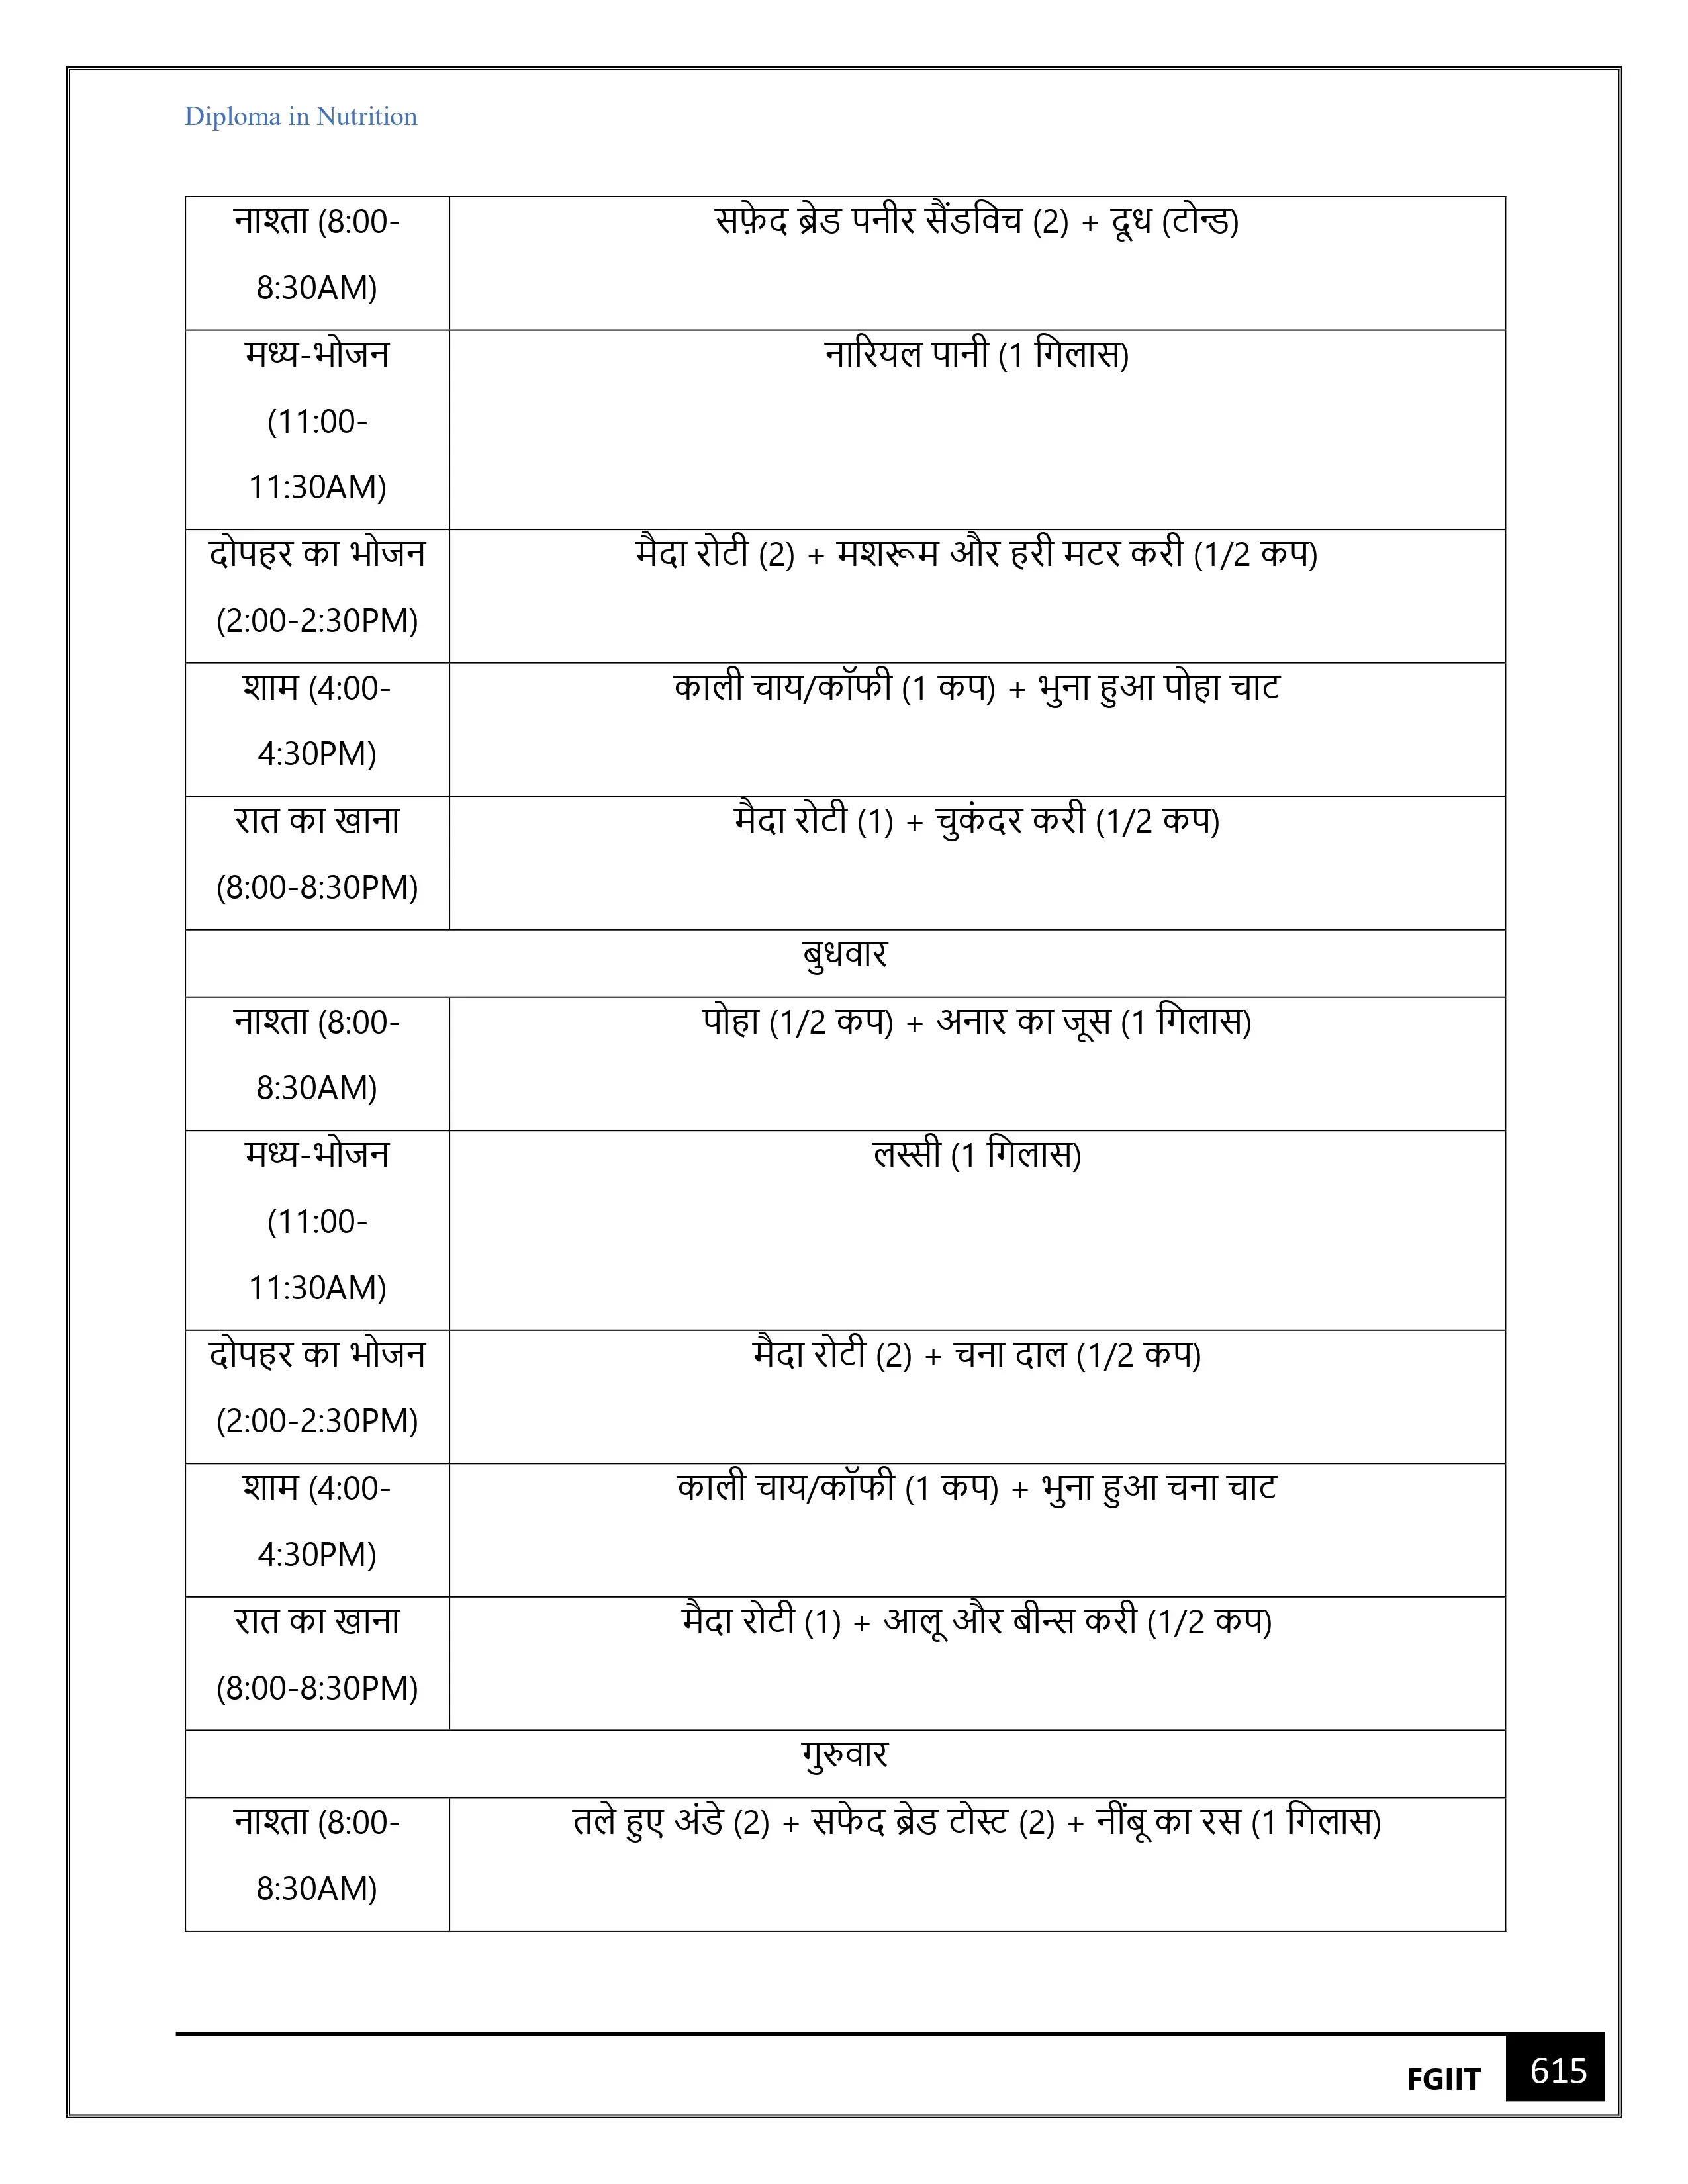 Diploma in Nutrition
नाश्ता (8:00-
8:30AM)
सफ़ेद ब्रेड पनीर सैंडविच (2) + दूध (टोन्ड)
मध्य-भोजन
(11:00-
11:30AM)
नारियल पानी (1 गिलास)
दोपहर का भोजन
(2:00-2:30PM)
मैदा रोटी (2) + मशरूम और हरी मटर करी (1/2 कप)
शाम (4:00-
4:30PM)
काली चाय/कॉफी (1 कप) + भुना हुआ पोहा चाट
रात का खाना
(8:00-8:30PM)
मैदा रोटी (1) + चुकंदर करी (1/2 कप)
बुधवार
नाश्ता (8:00-
8:30AM)
पोहा (1/2 कप) + अनार का जूस (1 गिलास)
मध्य-भोजन
(11:00-
11:30AM)
लस्सी (1 गिलास)
दोपहर का भोजन
(2:00-2:30PM)
मैदा रोटी (2) + चना दाल (1/2 कप)
शाम (4:00-
4:30PM)
काली चाय/कॉफी (1 कप) + भुना हुआ चना चाट
रात का खाना
(8:00-8:30PM)
मैदा रोटी (1) + आलू और बीन्स करी (1/2 कप)
गुरुवार
नाश्ता (8:00-
8:30AM)
तले हुए अंडे (2) + सफेद ब्रेड टोस्ट (2) + नींबू का रस (1 गिलास)
FGIIT 615